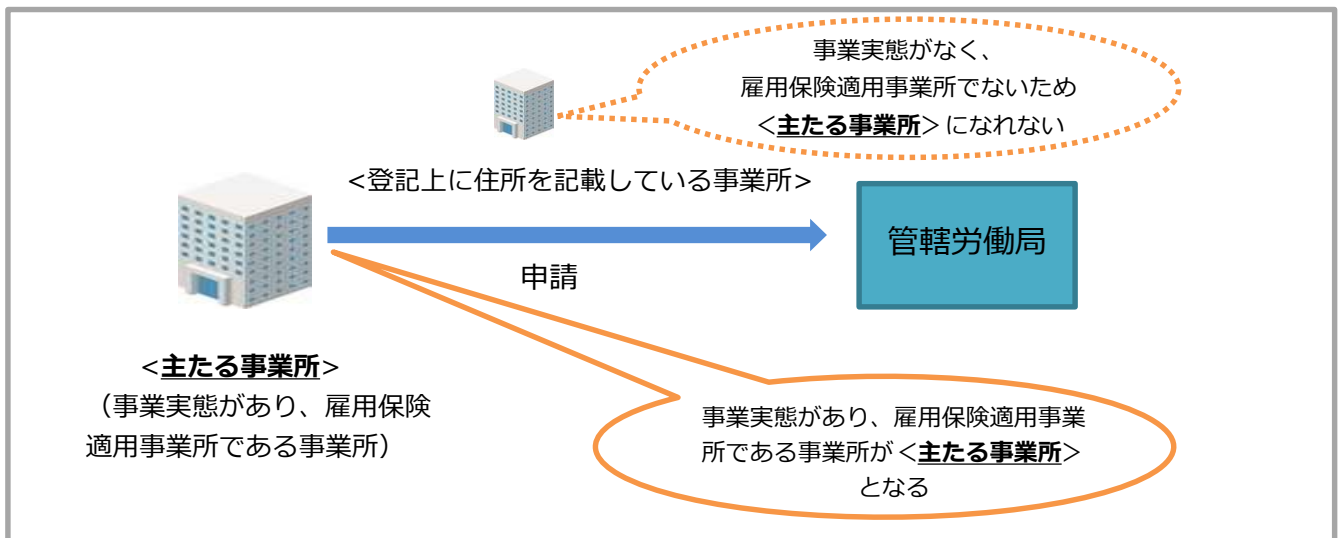 事業実態がなく、
雇用保険適用事業所でないため
<主たる事業所>になれない
<登記上に住所を記載している事業所>
管轄労働局
申請
<主たる事業所>
（事業実態があり、雇用保険
適用事業所である事業所）
事業実態があり、雇用保険適用事業
所である事業所が<主たる事業所>
となる